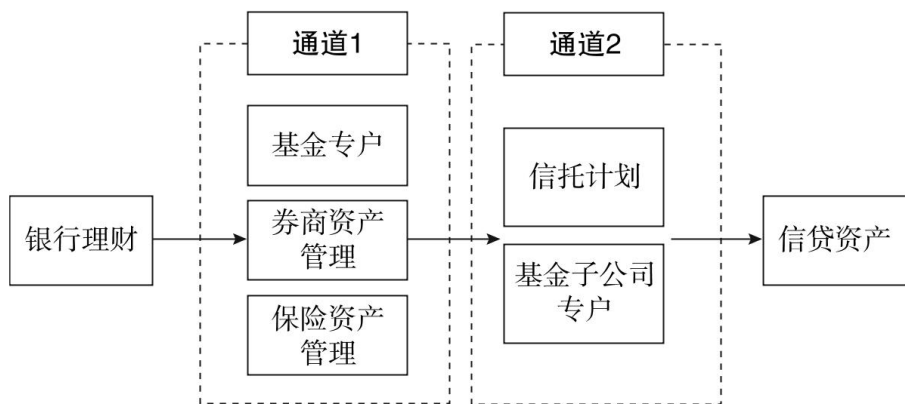 通道1
通道2
基金专户
信托计划
银行理财
券商资产
管理
信贷资产
基金子公司
专户
保险资产
管理